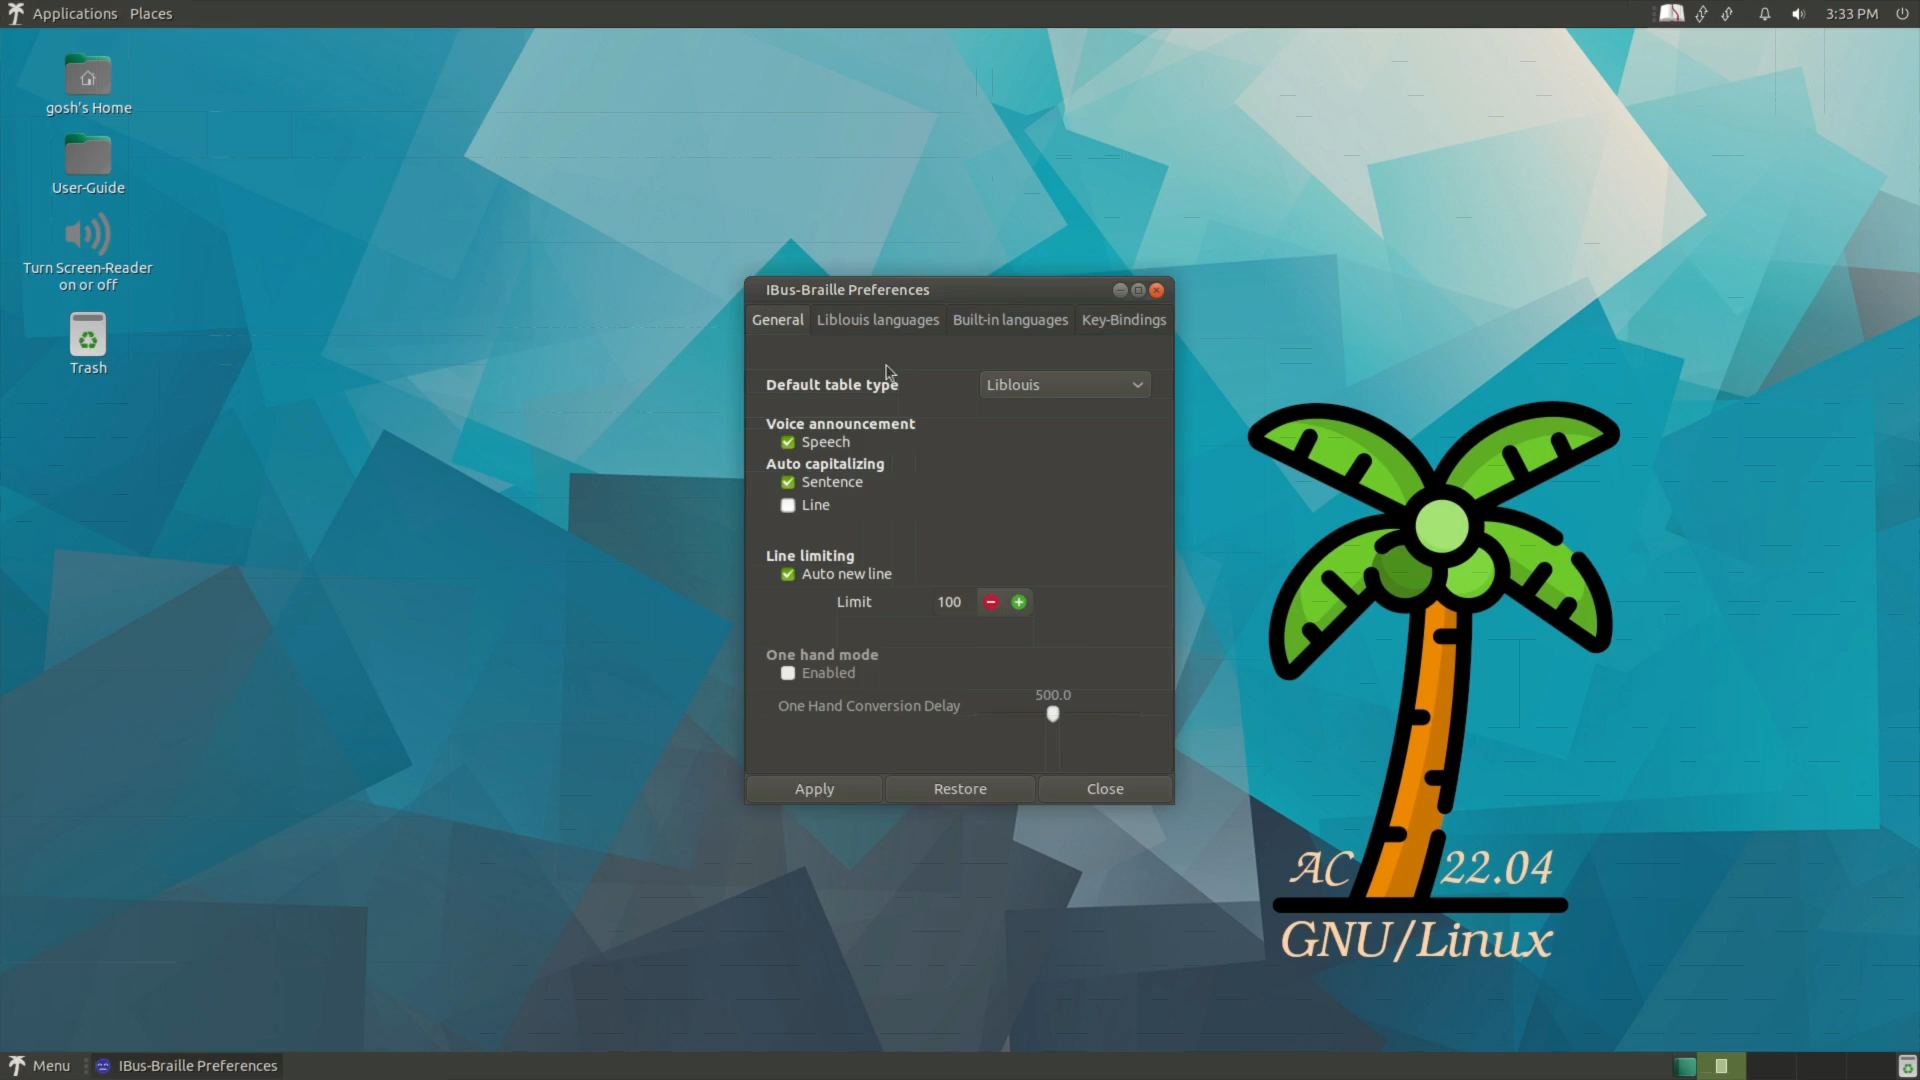 Applications Places
3:33 PM
gosh's Home
User-Guide
Turn Screen-Reader
on or off
Trash
IBus-Braille Preferences
General Liblouis languages Built-in languages Key-Bindings
Default table type Liblouis
Voice announcement
Speech
Auto capitalizing
Sentence
Line
Line limiting
Auto new line
Limit 100
One hand mode
Enabled
500.0
One Hand Conversion Delay
Apply Restore Close
AC 22.04
GNU/Linux
Menu IBus-Braille Preferences